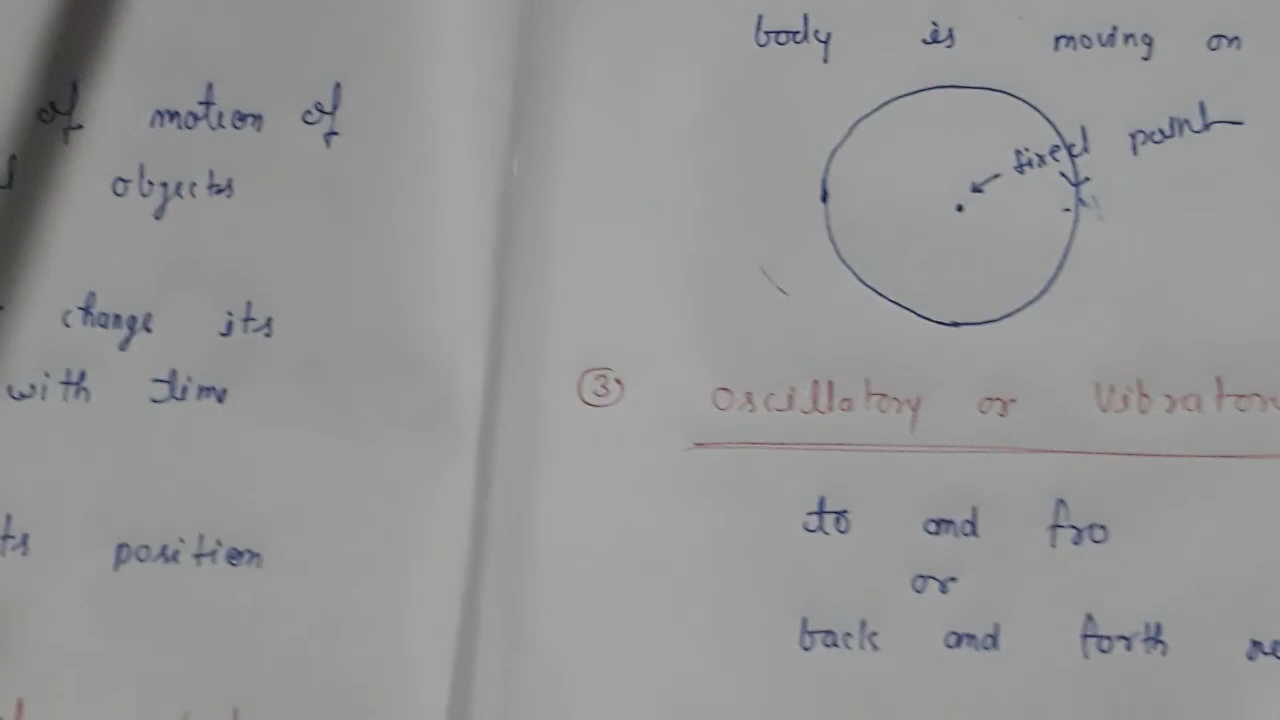 of motion of
objects
change its
with time
position
body is moving on
fixed point
③ Oscillatory or
to and fro
or
back and forth